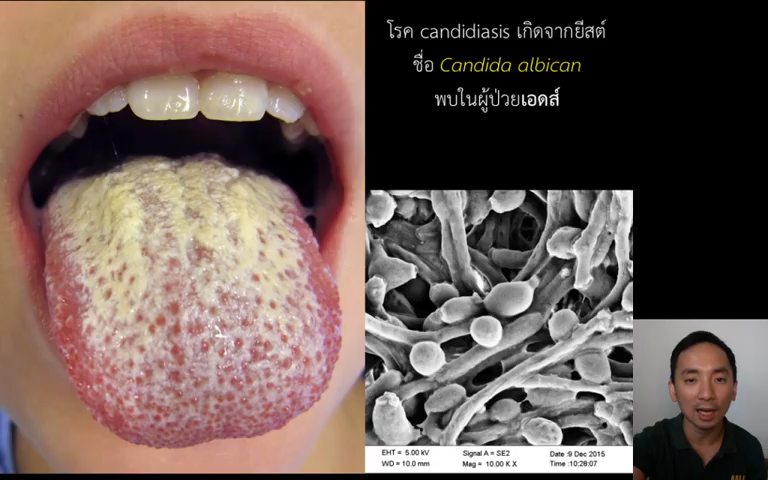 โรค candidiasis เกิดจากยีสต์
ชื่อ Candida albican
พบในผู้ป่วยเอดส์
EHT = 5.00 kV Signal A = SE2 Date :9 Dec 2015
WD = 10.0 mm Mag = 10.00 K X Time :10:28:07